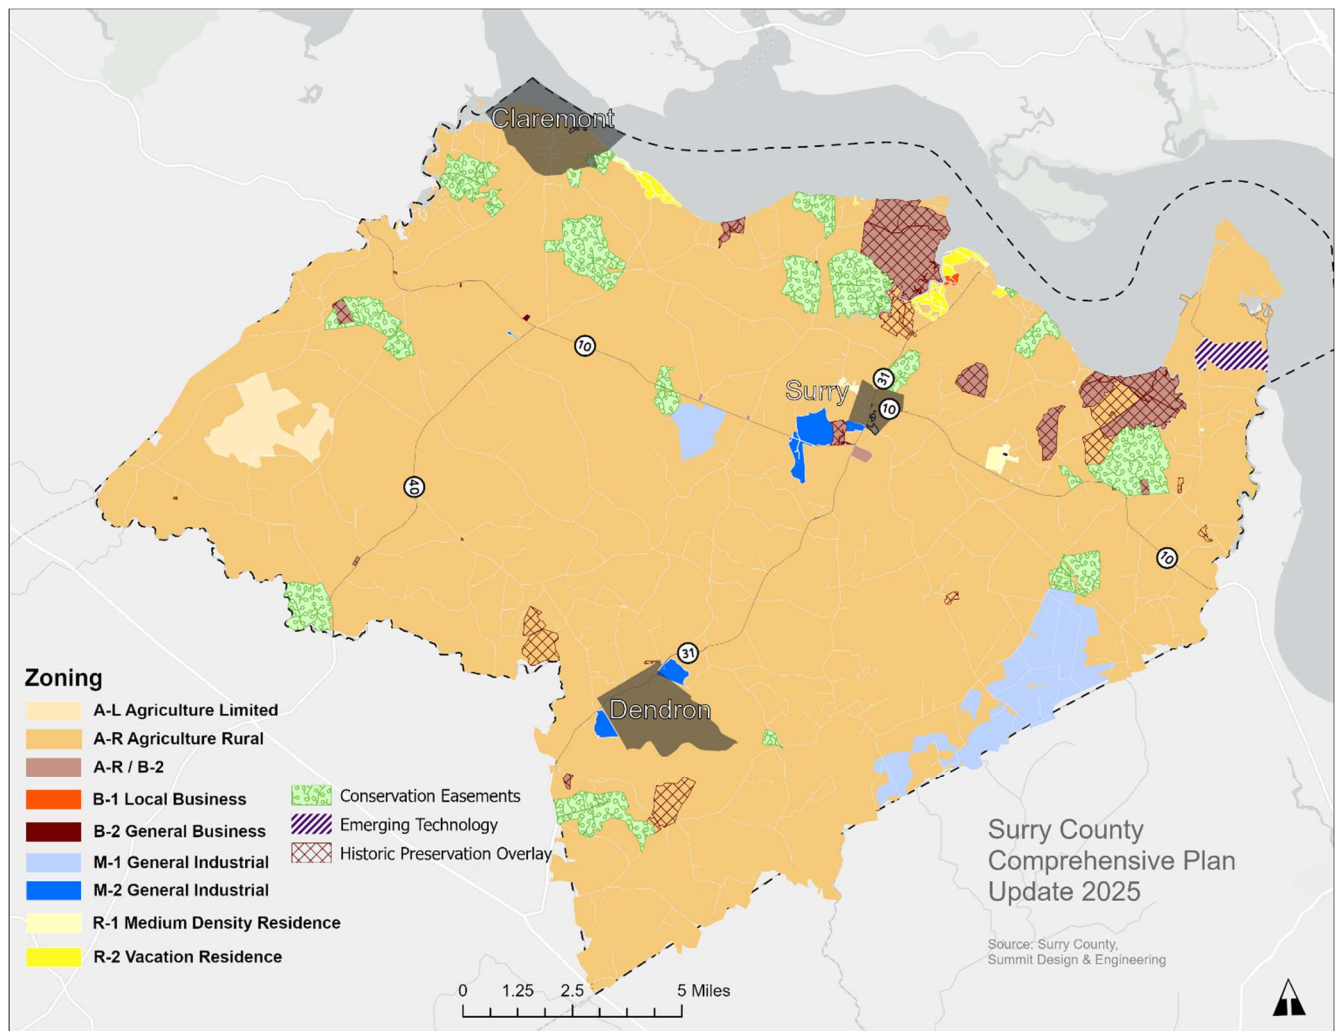 Claremont
10
31
Surry
10
40
10
31
Dendron
Zoning
A-L Agriculture Limited
A-R Agriculture Rural
A-R / B-2
B-1 Local Business
B-2 General Business
M-1 General Industrial
M-2 General Industrial
R-1 Medium Density Residence
R-2 Vacation Residence
Conservation Easements
Emerging Technology
Historic Preservation Overlay
Surry County
Comprehensive Plan
Update 2025
Source: Surry County,
Summit Design & Engineering
0 1.25 2.5 5 Miles